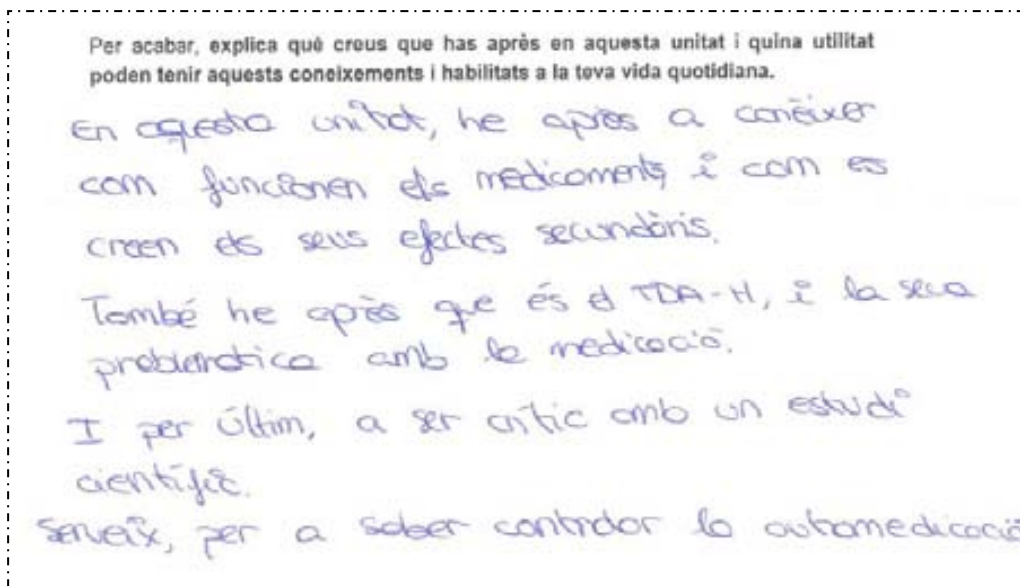 Per acabar, explica què creus que has après en aquesta unitat i quina utilitat
poden tenir aquests coneixements i habilitats a la teva vida quotidiana.
En aquesta unitat, he après a conèixer
com funcionen els medicaments i com es
creen els seus efectes secundàris.
També he après que és el TDA-H, i la seva
problemàtica amb la medicació.
I per últim, a ser crític amb un estudi
científic.
Serveix, per a saber controlar la automedicació